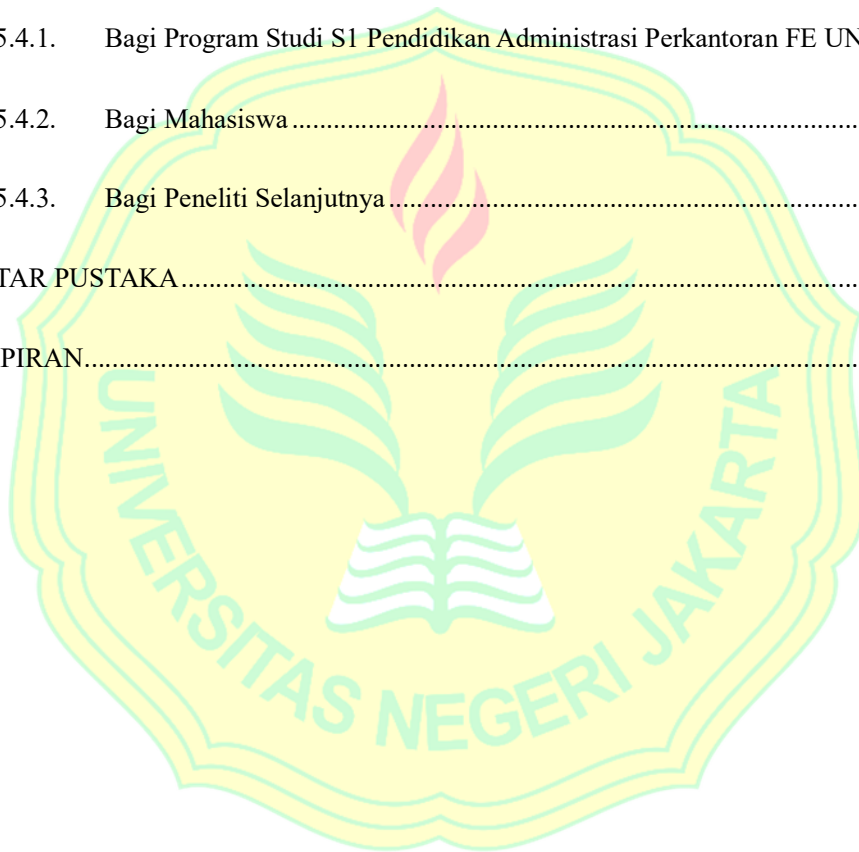 5.4.1. Bagi Program Studi S1 Pendidikan Administrasi Perkantoran FE UN
5.4.2. Bagi Mahasiswa ....................................................................................
5.4.3. Bagi Peneliti Selanjutnya ......................................................................
TAR PUSTAKA ....................................................................................................
PIRAN ..................................................................................................................
UNIVERSITAS NEGERI JAKARTA